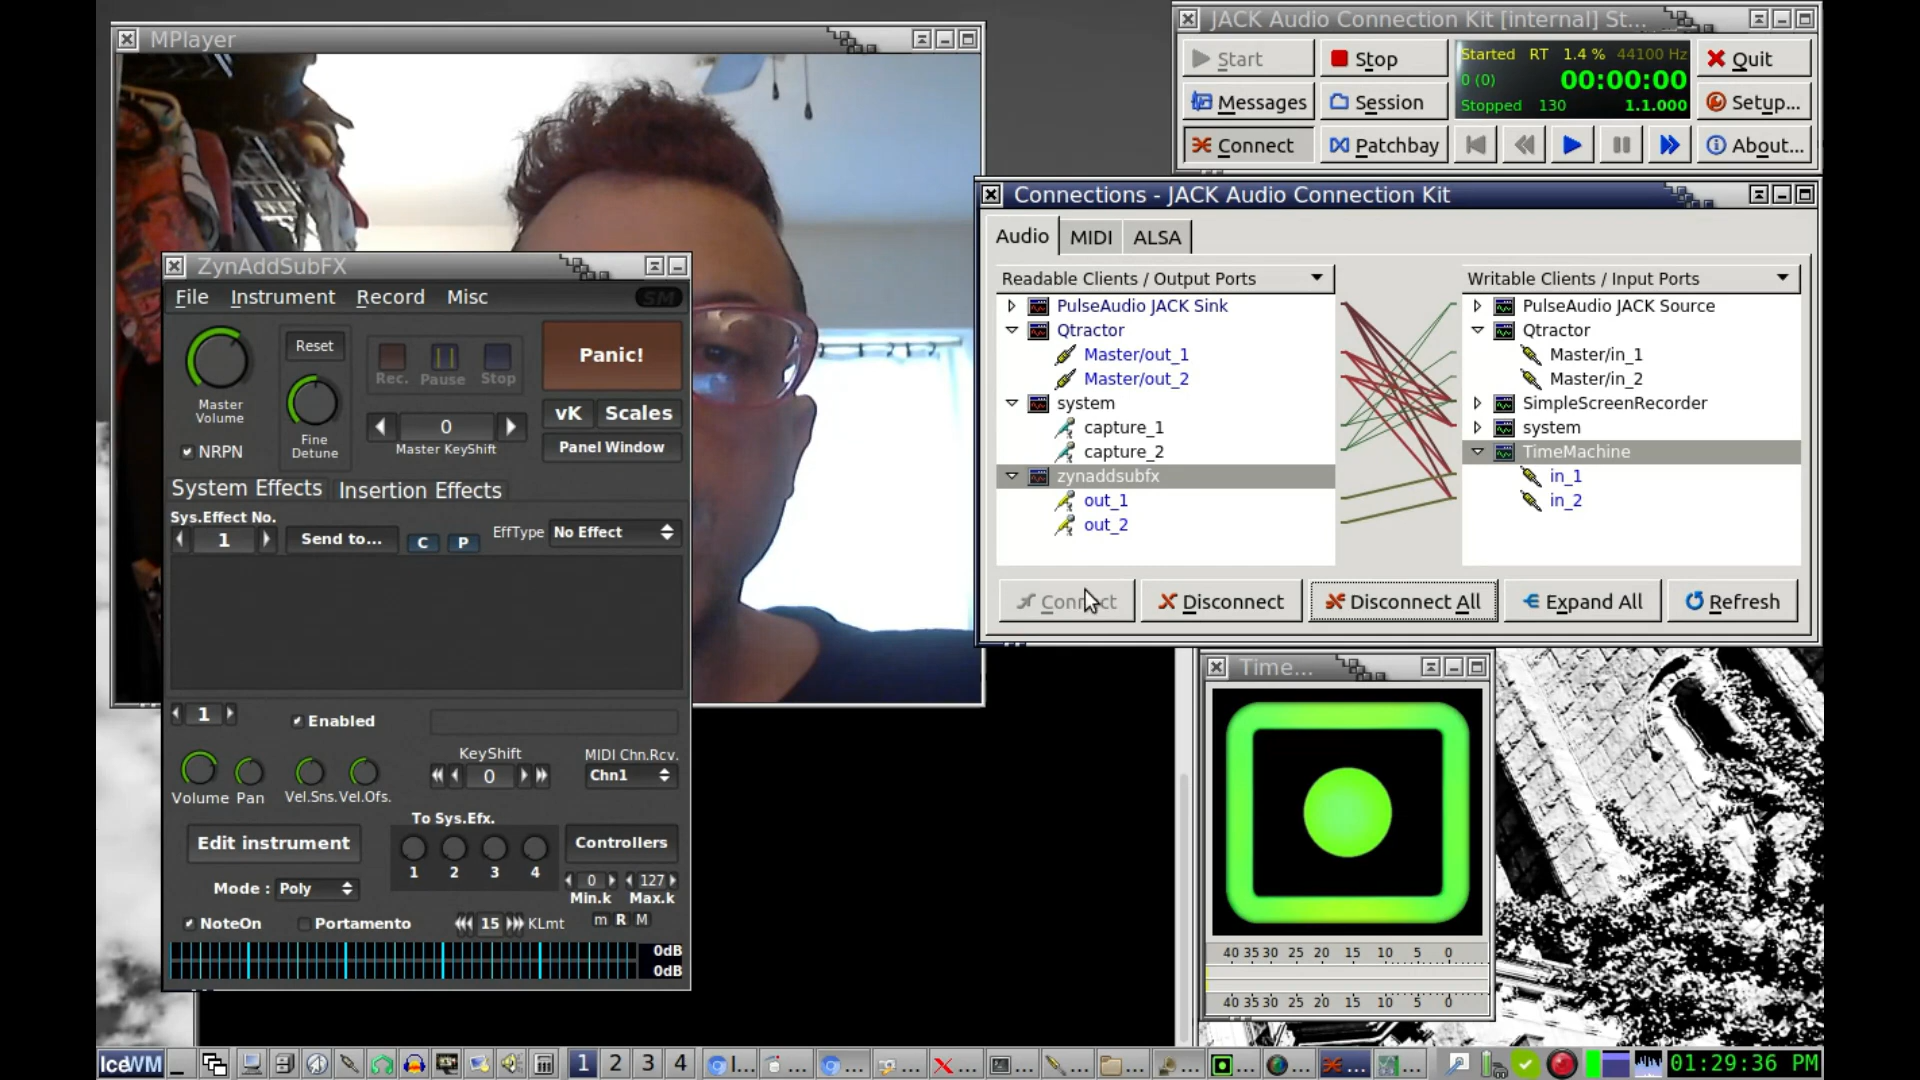 MPlayer
JACK Audio Connection Kit [internal] St...
Start
Stop
Started RT 1.4 % 44100 Hz
Quit
0 (0) 00:00:00
Messages
Session
Stopped 130 1.1.000
Setup...
Connect
Patchbay
About...
Connections - JACK Audio Connection Kit
Audio
MIDI
ALSA
Readable Clients / Output Ports
Writable Clients / Input Ports
PulseAudio JACK Sink
Qtractor
Master/out_1
Master/out_2
system
capture_1
capture_2
zynaddsubfx
out_1
out_2
PulseAudio JACK Source
Qtractor
Master/in_1
Master/in_2
SimpleScreenRecorder
system
TimeMachine
in_1
in_2
Connect
Disconnect
Disconnect All
Expand All
Refresh
ZynAddSubFX
File Instrument Record Misc
SM
Reset
Panic!
Rec. Pause Stop
Master Volume
Fine Detune
0
Master KeyShift
vK
Scales
Panel Window
NRPN
System Effects
Insertion Effects
Sys.Effect No.
1
Send to...
C
P
EffType
No Effect
1
Enabled
KeyShift
0
MIDI Chn.Rcv.
Chn1
Volume Pan Vel.Sns. Vel.Ofs.
To Sys.Efx.
1 2 3 4
Edit instrument
Controllers
Mode :
Poly
0
127
Min.k
Max.k
NoteOn
Portamento
15
KLmt
m R M
0dB
0dB
Time...
40 35 30 25 20 15 10 5 0
40 35 30 25 20 15 10 5 0
IceWM
1 2 3 4
I...
...
...
...
...
...
...
...
...
...
...
...
...
01:29:36 PM